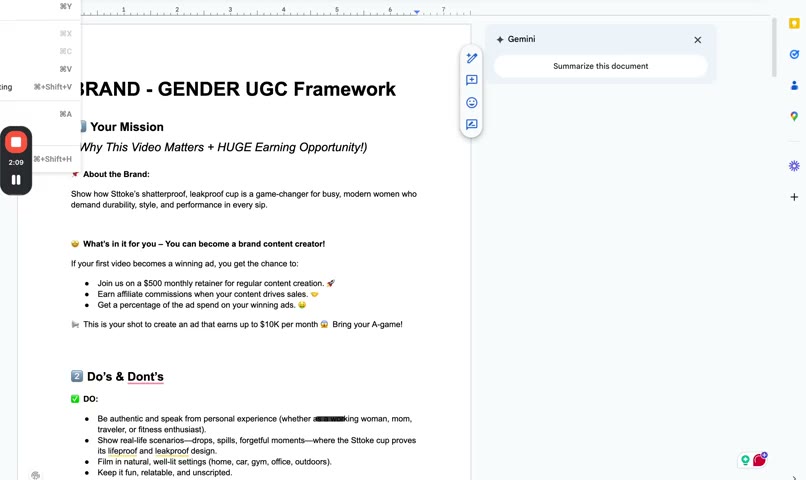 ⌘Y
1 2 3 4 5 6 7
⌘X
⌘C
⌘V
ting ⌘+Shift+V
⌘A
⌘+Shift+H
2:09
Gemini
Summarize this document
BRAND - GENDER UGC Framework
Your Mission
Why This Video Matters + HUGE Earning Opportunity!)
🚀 About the Brand:
Show how Sttoke's shatterproof, leakproof cup is a game-changer for busy, modern women who
demand durability, style, and performance in every sip.
🤩 What's in it for you – You can become a brand content creator!
If your first video becomes a winning ad, you get the chance to:
● Join us on a $500 monthly retainer for regular content creation. 🚀
● Earn affiliate commissions when your content drives sales. 🤝
● Get a percentage of the ad spend on your winning ads. 🤑
📢 This is your shot to create an ad that earns up to $10K per month 😱 Bring your A-game!
2️⃣ Do's & Dont's
✅ DO:
● Be authentic and speak from personal experience (whether woman, mom,
traveler, or fitness enthusiast).
● Show real-life scenarios—drops, spills, forgetful moments—where the Sttoke cup proves
its lifeproof and leakproof design.
● Film in natural, well-lit settings (home, car, gym, office, outdoors).
● Keep it fun, relatable, and unscripted.